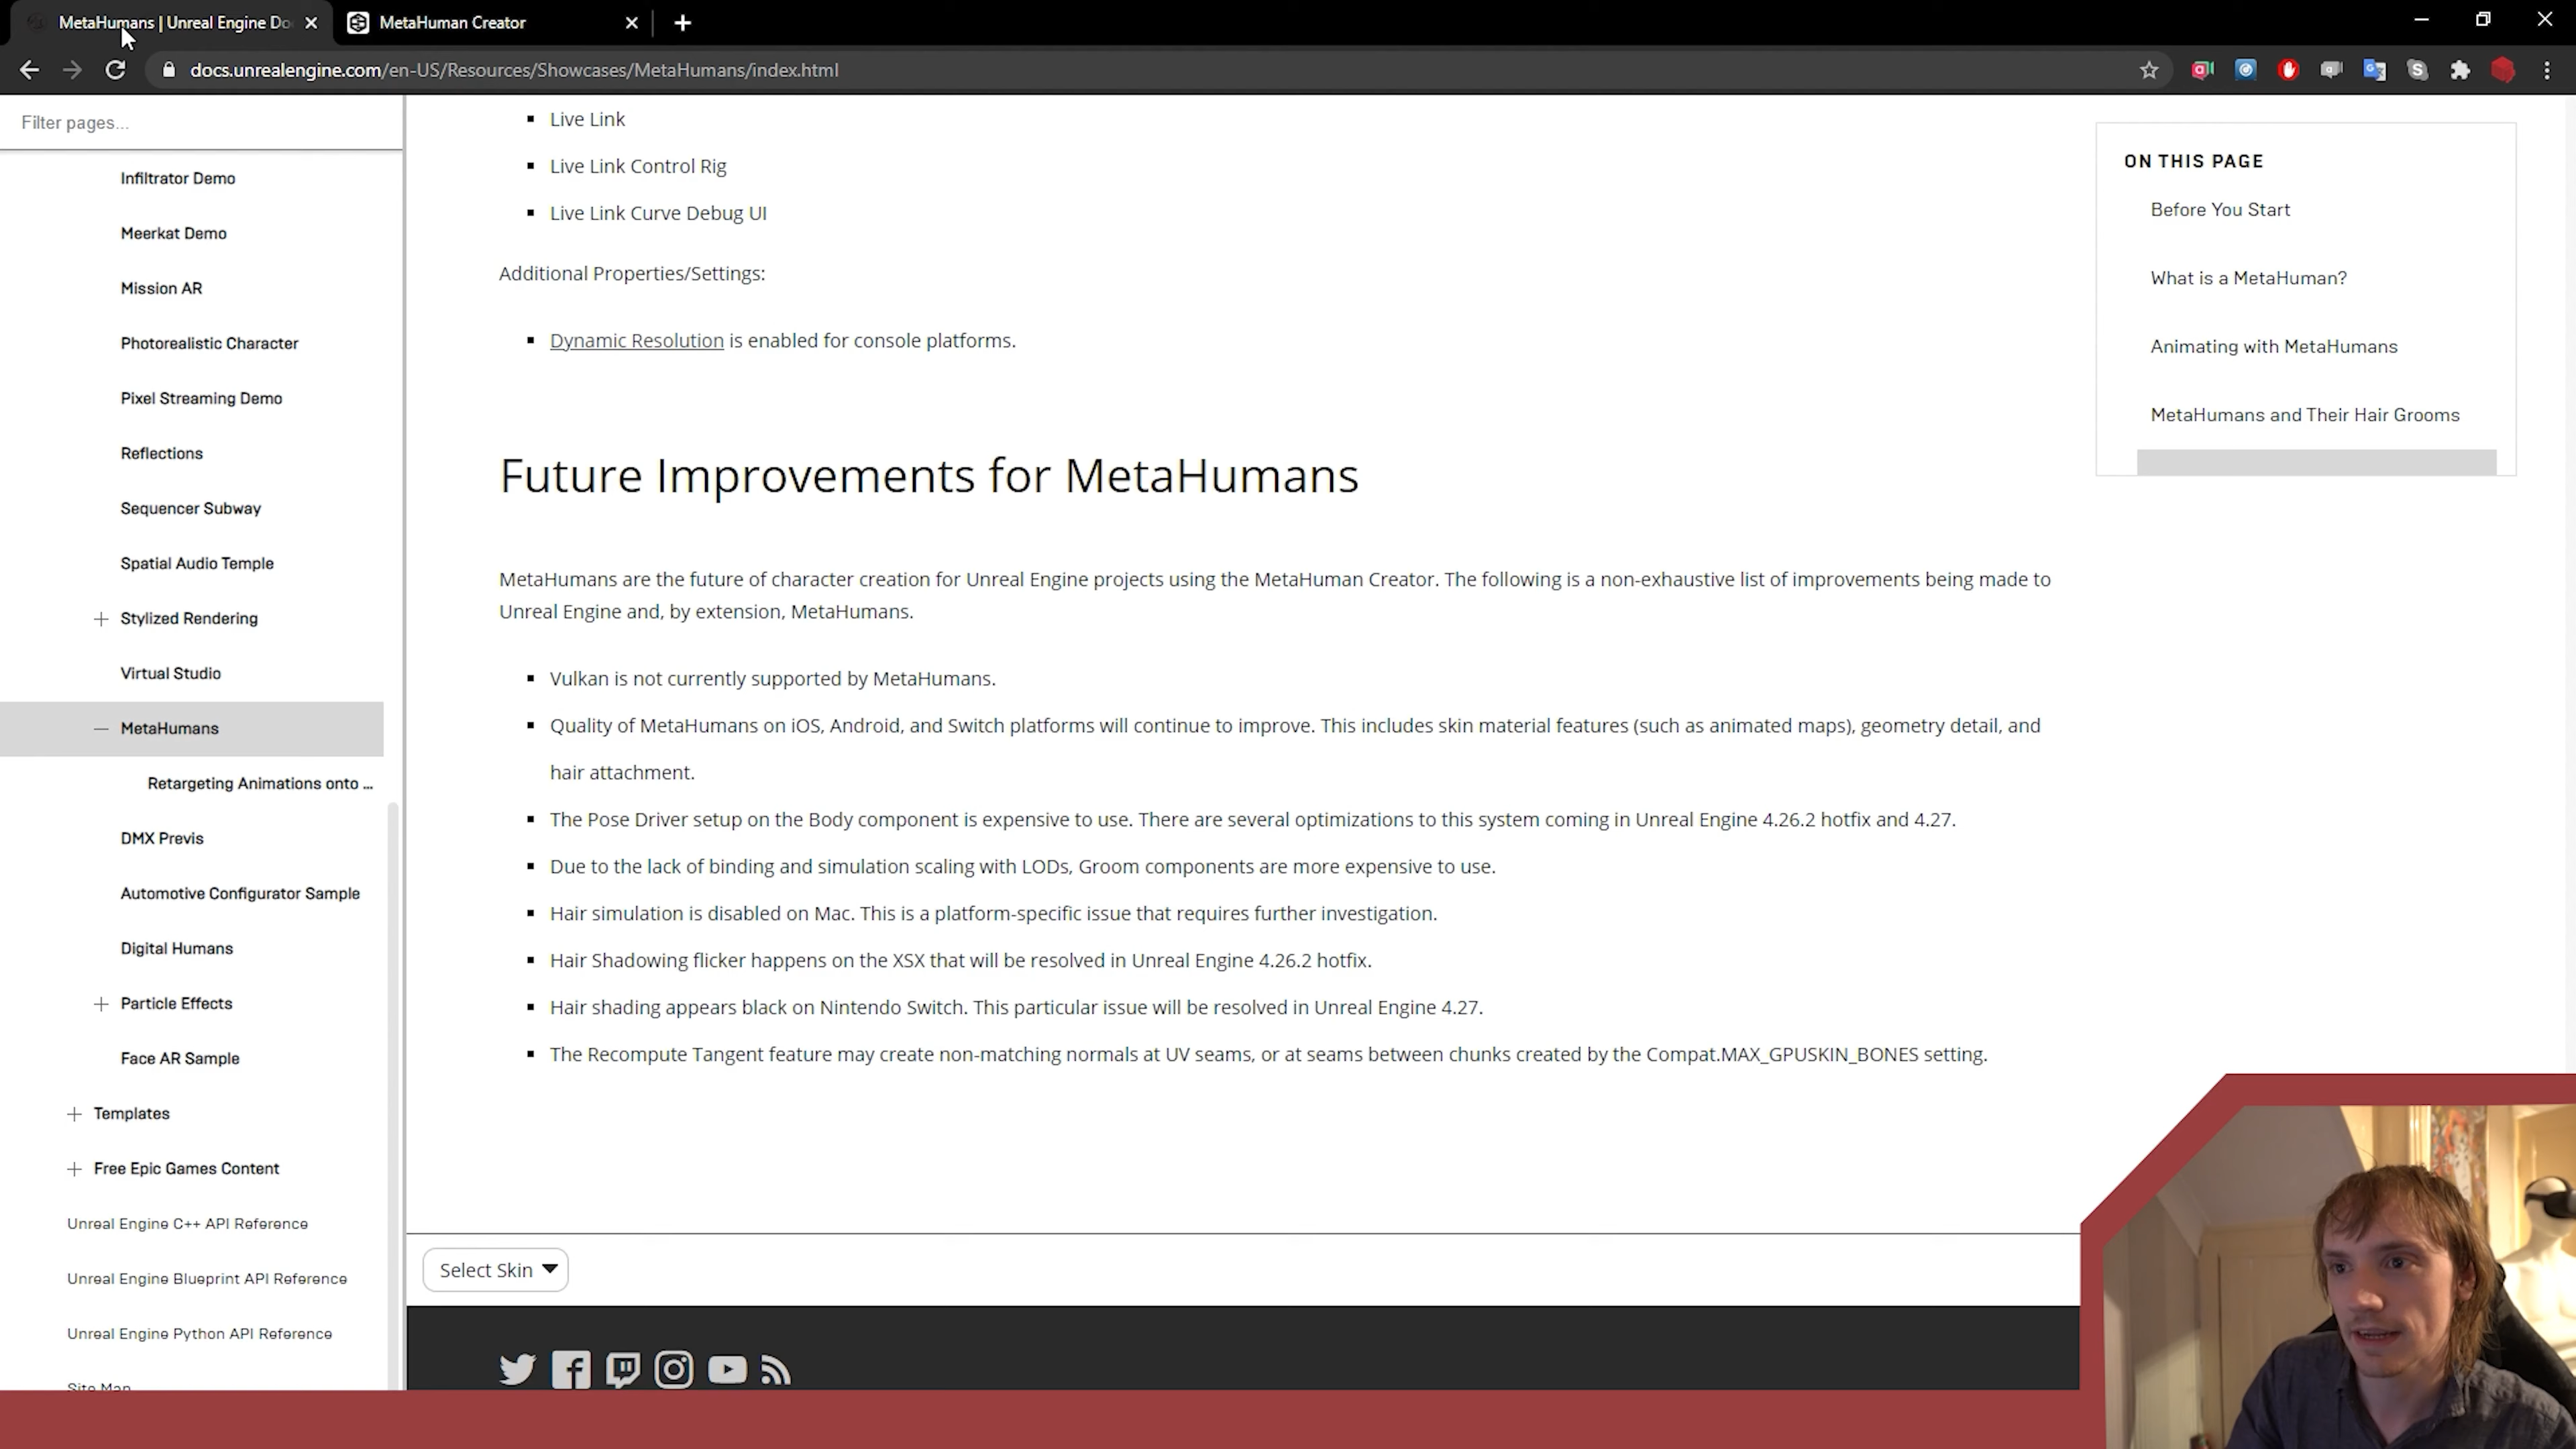 MetaHumans | Unreal Engine Do
MetaHuman Creator
docs.unrealengine.com/en-US/Resources/Showcases/MetaHumans/index.html
Filter pages...
Infiltrator Demo
Meerkat Demo
Mission AR
Photorealistic Character
Pixel Streaming Demo
Reflections
Sequencer Subway
Spatial Audio Temple
Stylized Rendering
Virtual Studio
MetaHumans
Retargeting Animations onto ...
DMX Previs
Automotive Configurator Sample
Digital Humans
Particle Effects
Face AR Sample
Templates
Free Epic Games Content
Unreal Engine C++ API Reference
Unreal Engine Blueprint API Reference
Unreal Engine Python API Reference
Site Map
Live Link
Live Link Control Rig
Live Link Curve Debug UI
Additional Properties/Settings:
Dynamic Resolution is enabled for console platforms.
Future Improvements for MetaHumans
MetaHumans are the future of character creation for Unreal Engine projects using the MetaHuman Creator. The following is a non-exhaustive list of improvements being made to
Unreal Engine and, by extension, MetaHumans.
Vulkan is not currently supported by MetaHumans.
Quality of MetaHumans on iOS, Android, and Switch platforms will continue to improve. This includes skin material features (such as animated maps), geometry detail, and
hair attachment.
The Pose Driver setup on the Body component is expensive to use. There are several optimizations to this system coming in Unreal Engine 4.26.2 hotfix and 4.27.
Due to the lack of binding and simulation scaling with LODs, Groom components are more expensive to use.
Hair simulation is disabled on Mac. This is a platform-specific issue that requires further investigation.
Hair Shadowing flicker happens on the XSX that will be resolved in Unreal Engine 4.26.2 hotfix.
Hair shading appears black on Nintendo Switch. This particular issue will be resolved in Unreal Engine 4.27.
The Recompute Tangent feature may create non-matching normals at UV seams, or at seams between chunks created by the Compat.MAX_GPUSKIN_BONES setting.
Select Skin
ON THIS PAGE
Before You Start
What is a MetaHuman?
Animating with MetaHumans
MetaHumans and Their Hair Grooms